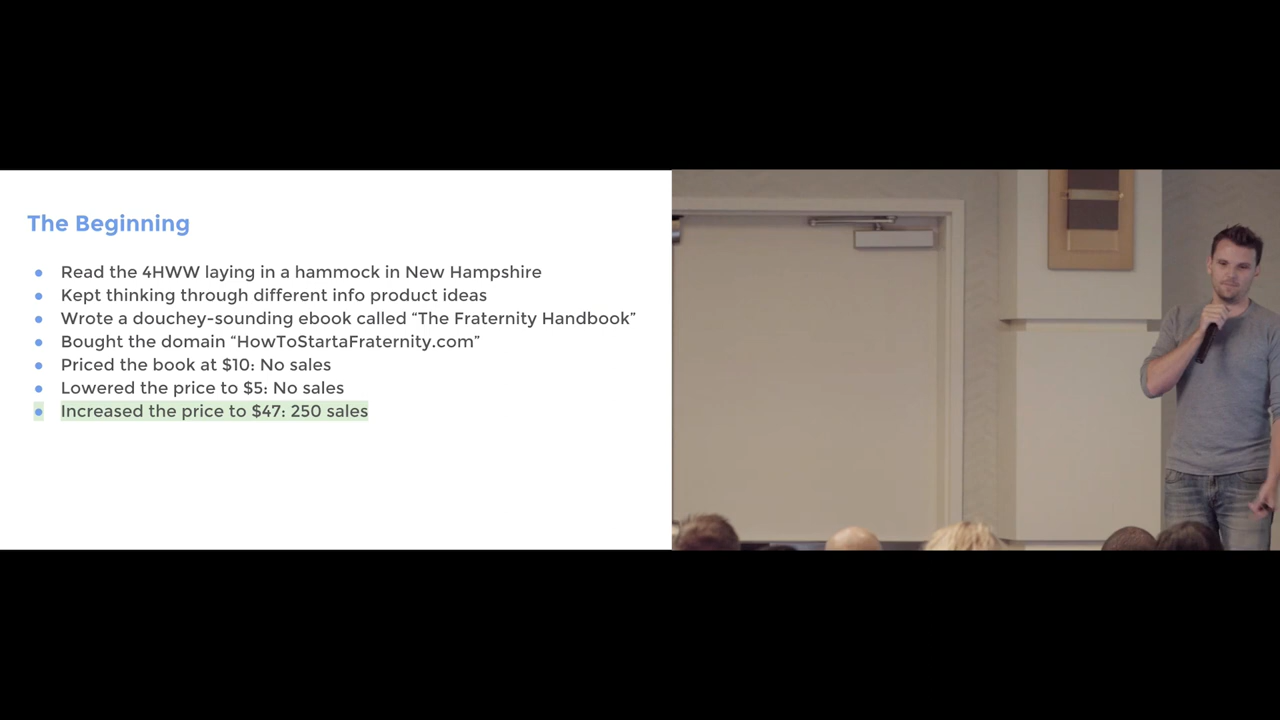 The Beginning
Read the 4HWW laying in a hammock in New Hampshire
Kept thinking through different info product ideas
Wrote a douchey-sounding ebook called “The Fraternity Handbook”
Bought the domain “HowToStartaFraternity.com”
Priced the book at $10: No sales
Lowered the price to $5: No sales
Increased the price to $47: 250 sales